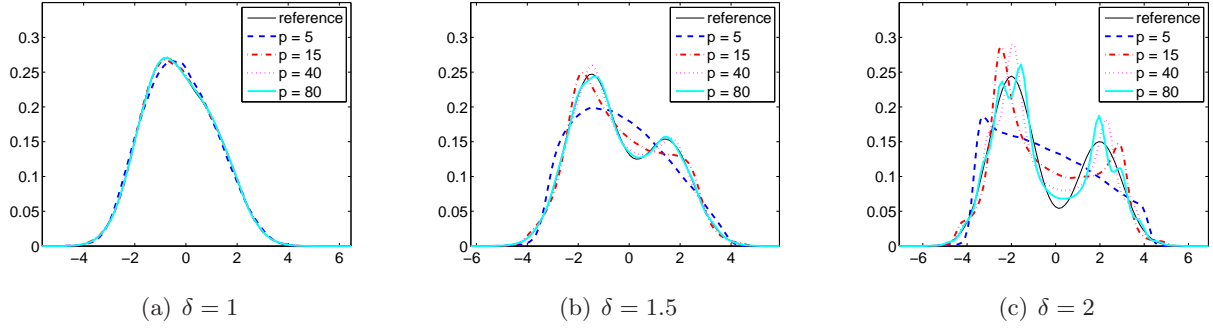 0.3
0.25
0.2
0.15
0.1
0.05
0
−4 −2 0 2 4 6
reference
p = 5
p = 15
p = 40
p = 80
(a) δ = 1
0.3
0.25
0.2
0.15
0.1
0.05
0
−6 −4 −2 0 2 4
reference
p = 5
p = 15
p = 40
p = 80
(b) δ = 1.5
0.3
0.25
0.2
0.15
0.1
0.05
0
−6 −4 −2 0 2 4 6
reference
p = 5
p = 15
p = 40
p = 80
(c) δ = 2